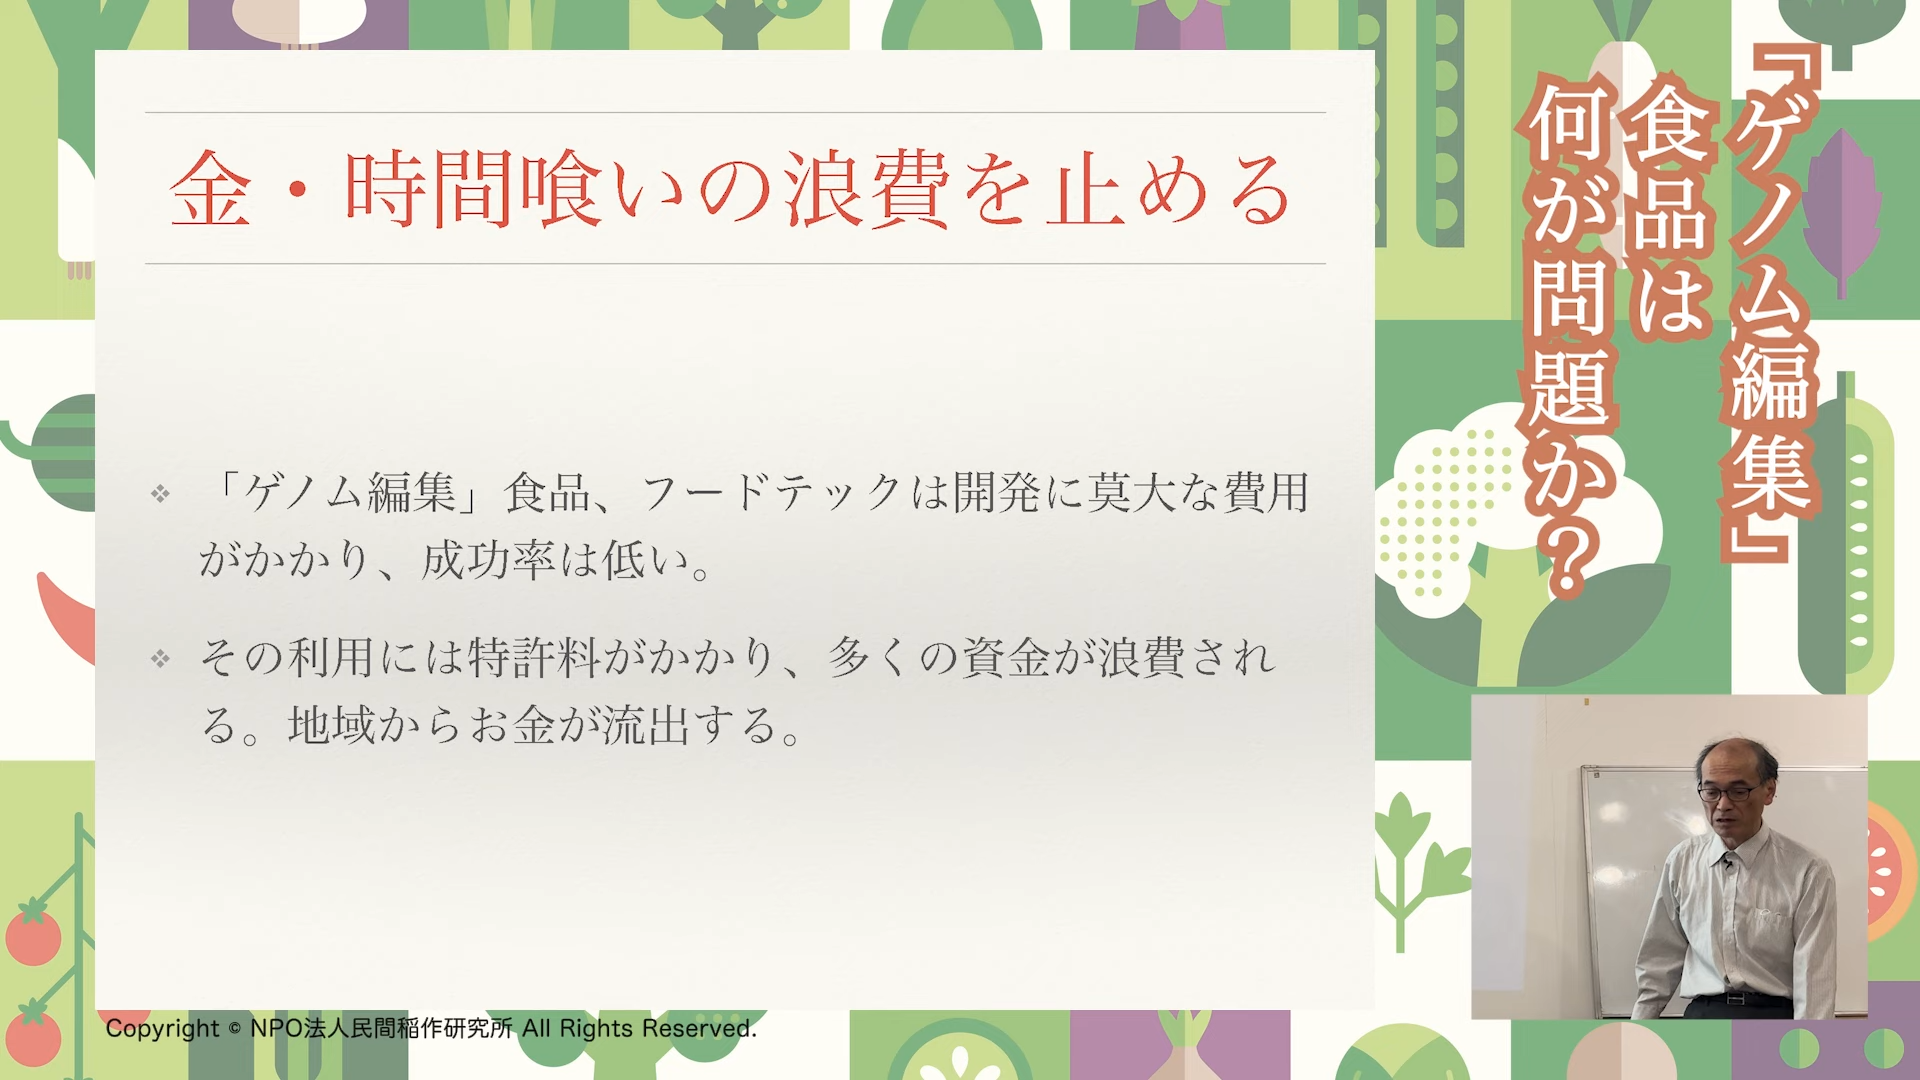 金・時間喰いの浪費を止める
「ゲノム編集」食品、フードテックは開発に莫大な費用
がかかり、成功率は低い。
その利用には特許料がかかり、多くの資金が浪費され
る。地域からお金が流出する。
『ゲノム編集』
食品は
何が問題か？
Copyright © NPO法人民間稲作研究所 All Rights Reserved.